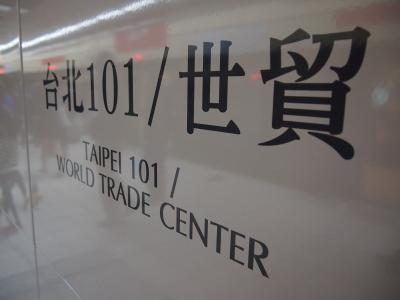 台北101/世貿
TAIPEI 101 /
WORLD TRADE CENTER